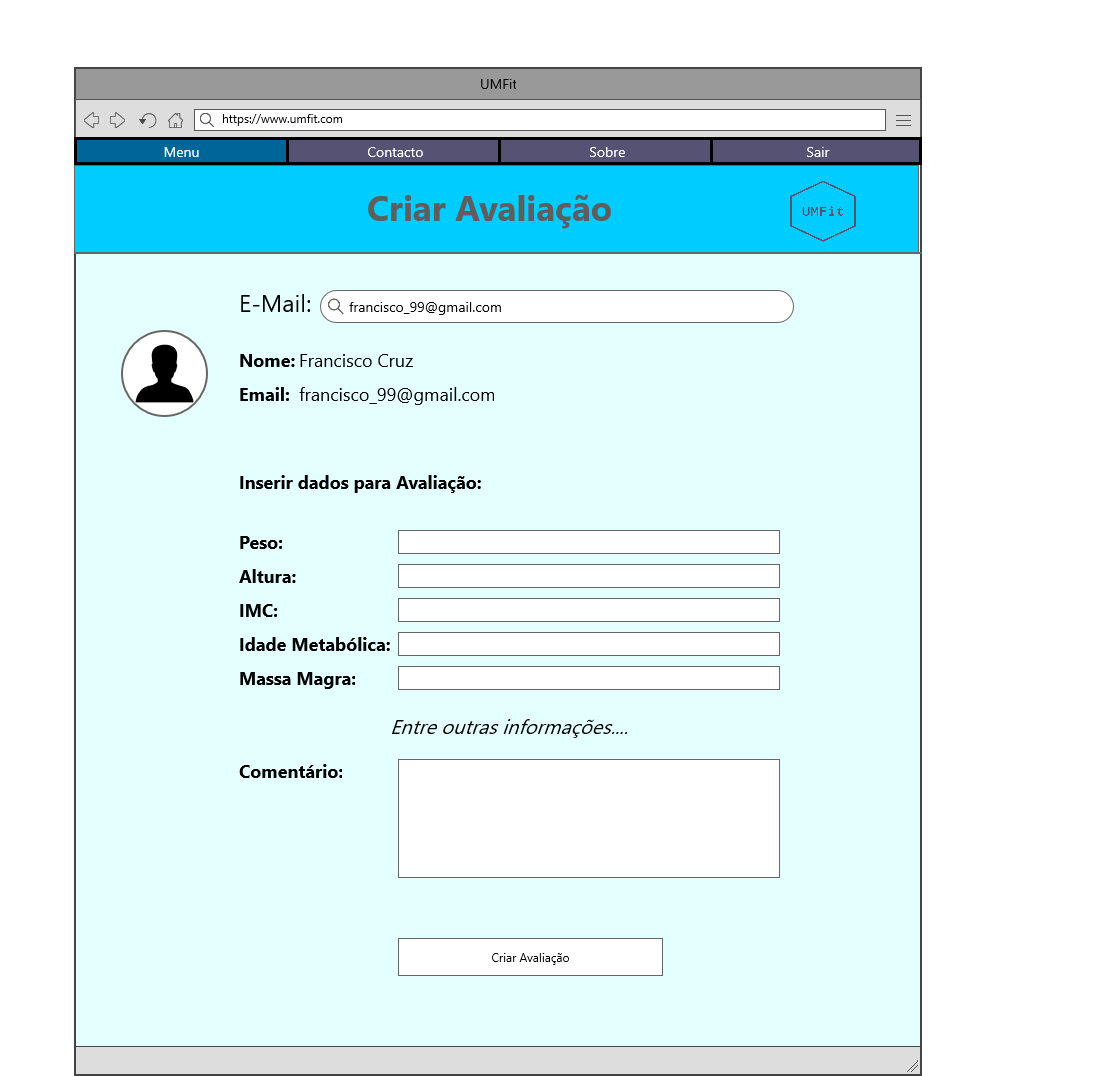 UMFit
https://www.umfit.com
Menu Contacto Sobre Sair
Criar Avaliação
UMFit
E-Mail: francisco_99@gmail.com
Nome: Francisco Cruz
Email: francisco_99@gmail.com
Inserir dados para Avaliação:
Peso:
Altura:
IMC:
Idade Metabólica:
Massa Magra:
Entre outras informações....
Comentário:
Criar Avaliação